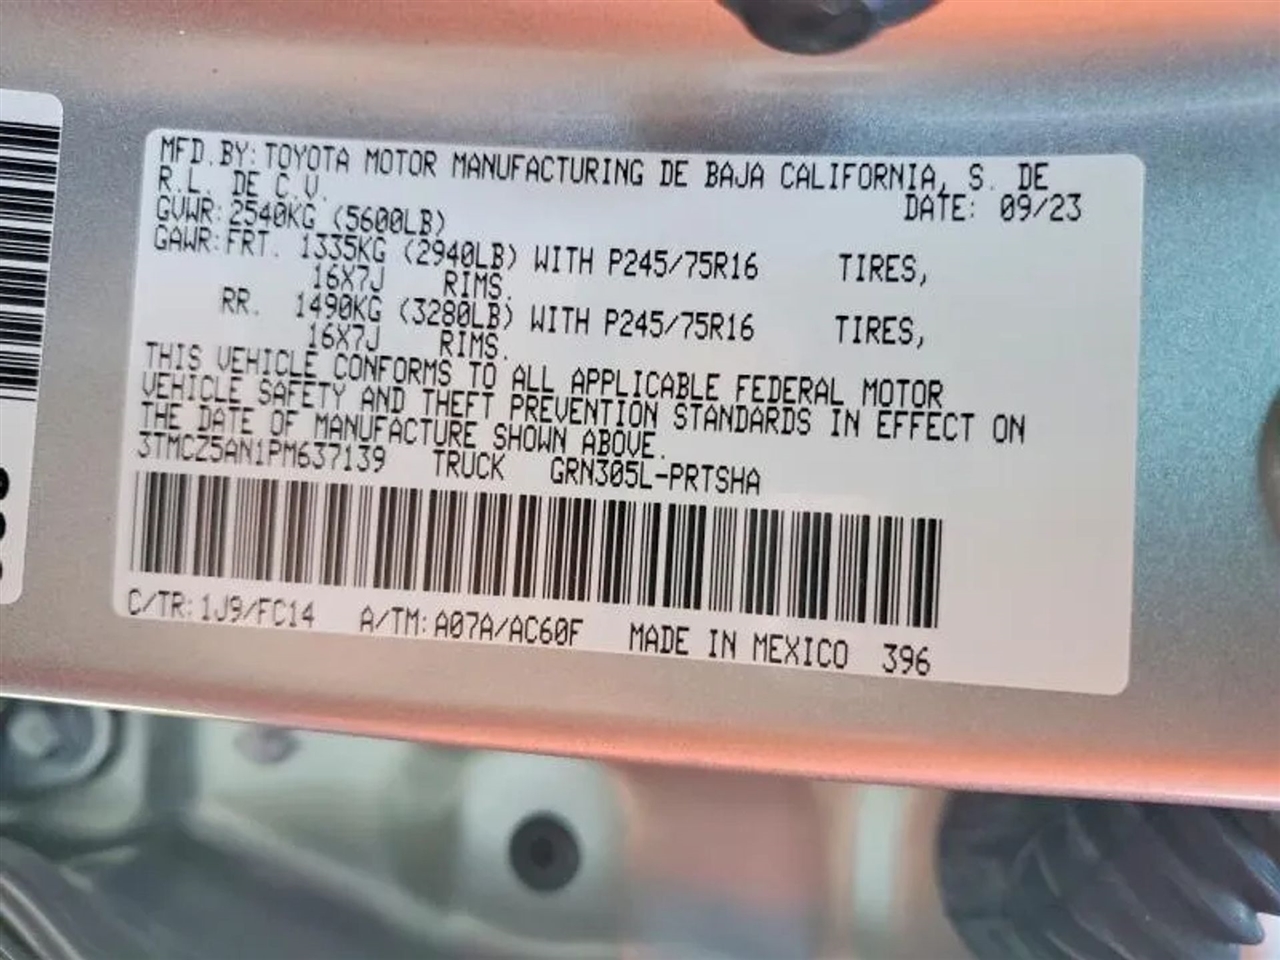 MFD.BY: TOYOTA MOTOR MANUFACTURING DE BAJA CALIFORNIA, S. DE
R.L. DE C.V. DATE: 09/23
GVWR: 2540KG (5600LB)
GAWR: FRT. 1335KG (2940LB) WITH P245/75R16 TIRES,
16X7J RIMS.
RR. 1490KG (3280LB) WITH P245/75R16 TIRES,
16X7J RIMS.
THIS VEHICLE CONFORMS TO ALL APPLICABLE FEDERAL MOTOR
VEHICLE SAFETY AND THEFT PREVENTION STANDARDS IN EFFECT ON
THE DATE OF MANUFACTURE SHOWN ABOVE.
3TMCZ5AN1PM637139 TRUCK GRN305L-PRTSHA
C/TR: 1J9/FC14 A/TM: A07A/AC60F MADE IN MEXICO 396